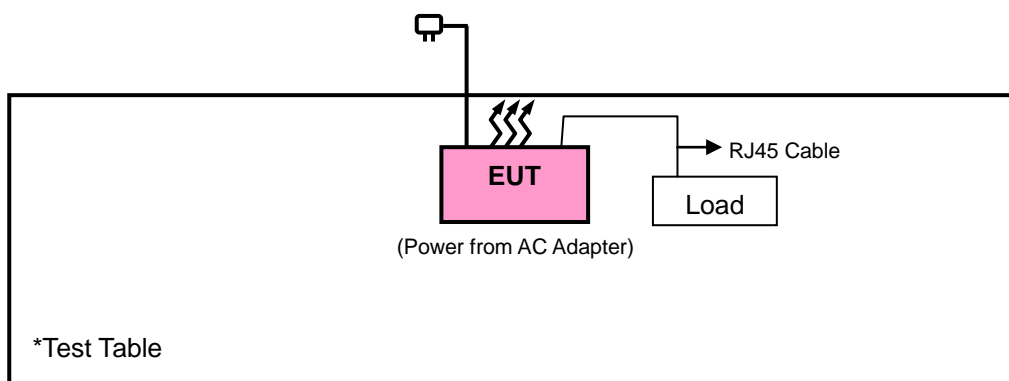 RJ45 Cable
EUT
Load
(Power from AC Adapter)
*Test Table